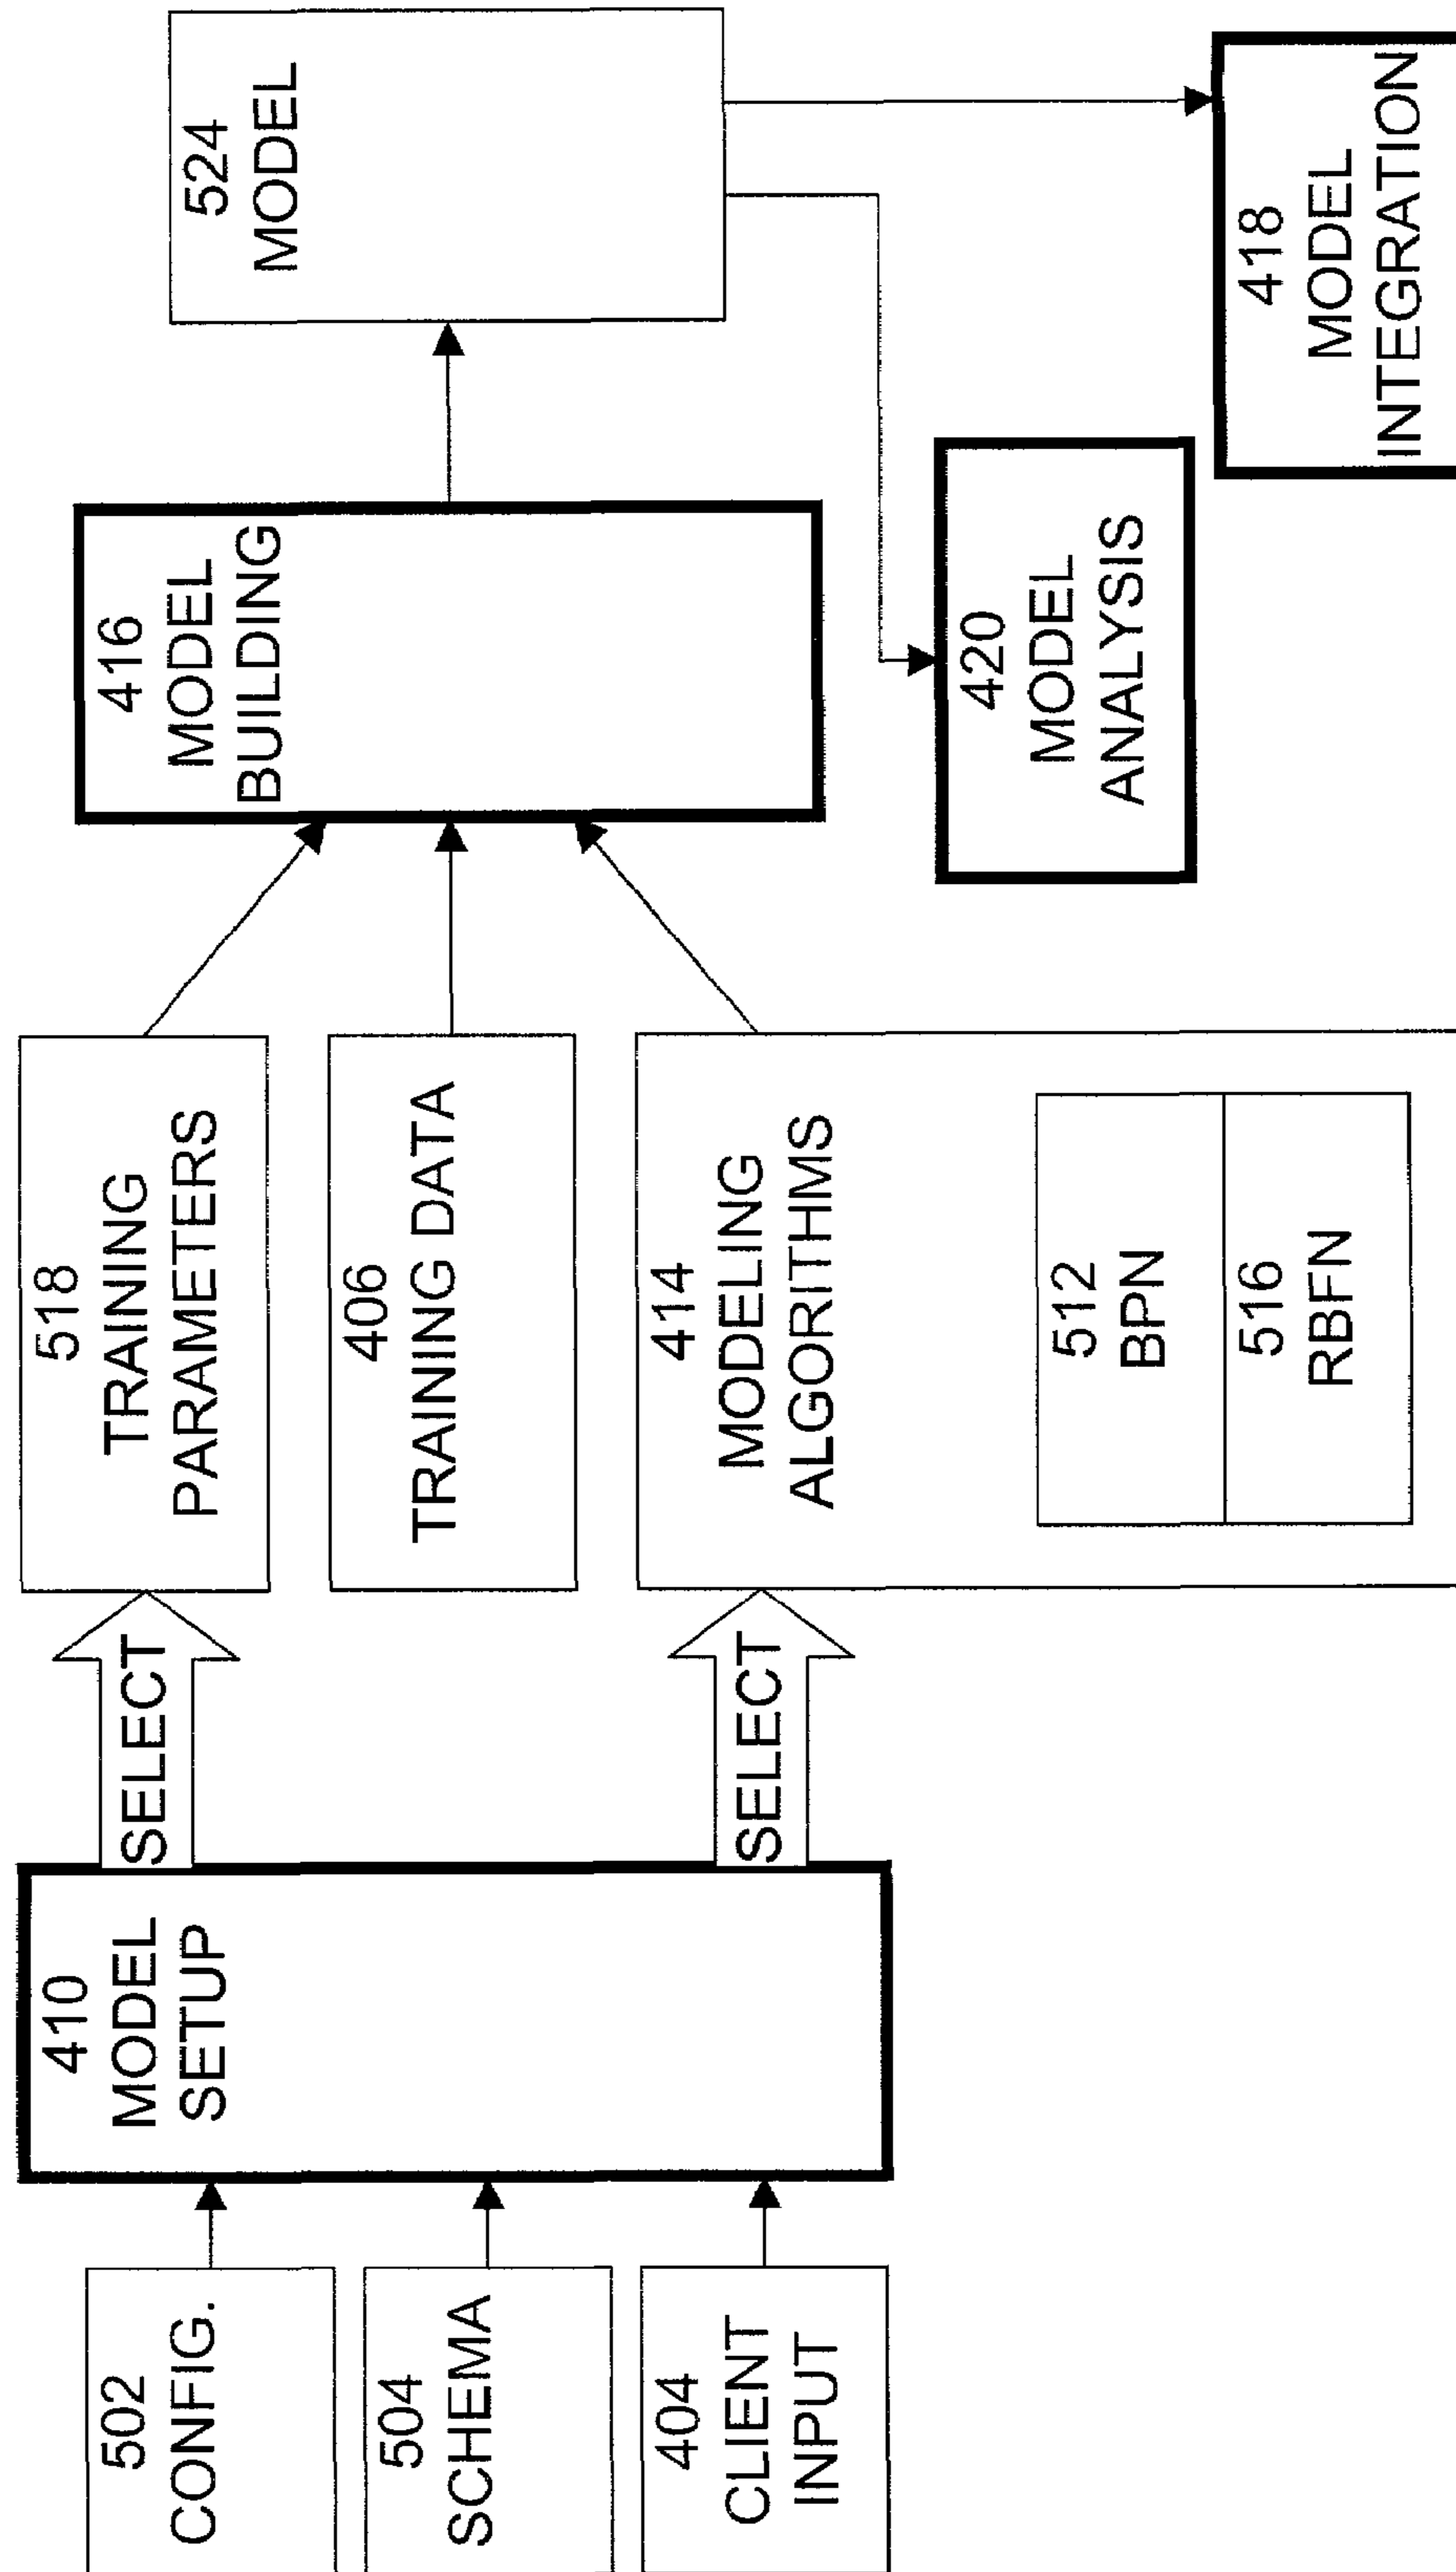 502
CONFIG.
504
SCHEMA
404
CLIENT
INPUT
410
MODEL
SETUP
SELECT
SELECT
518
TRAINING
PARAMETERS
406
TRAINING DATA
414
MODELING
ALGORITHMS
512
BPN
516
RBFN
416
MODEL
BUILDING
524
MODEL
420
MODEL
ANALYSIS
418
MODEL
INTEGRATION